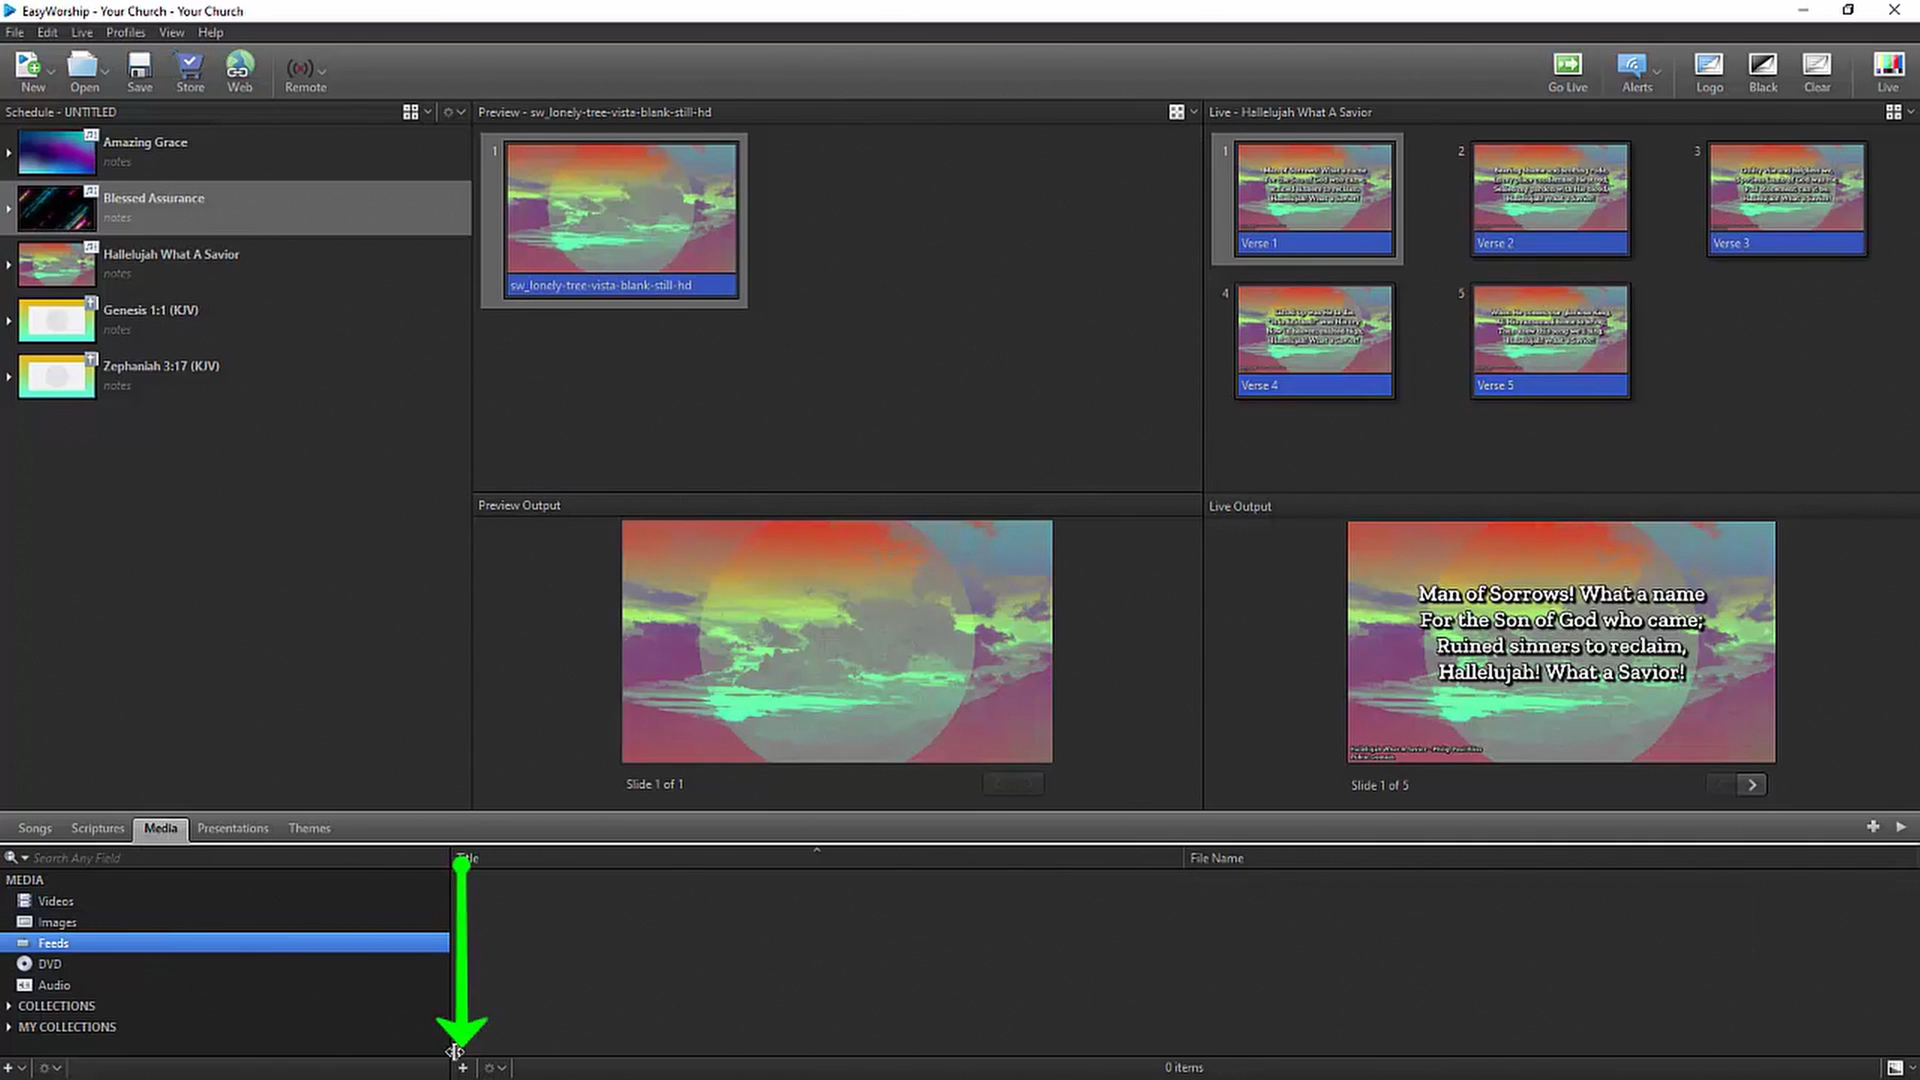 EasyWorship - Your Church - Your Church
File Edit Live Profiles View Help
New Open Save Store Web Remote Go Live Alerts Logo Black Clear Live
Schedule - UNTITLED
Amazing Grace
notes
Blessed Assurance
notes
Hallelujah What A Savior
notes
Genesis 1:1 (KJV)
notes
Zephaniah 3:17 (KJV)
notes
Preview - sw_lonely-tree-vista-blank-still-hd
1
sw_lonely-tree-vista-blank-still-hd
Live - Hallelujah What A Savior
1 2 3
Verse 1 Verse 2 Verse 3
4 5
Verse 4 Verse 5
Preview Output
Slide 1 of 1
Live Output
Man of Sorrows! What a name
For the Son of God who came;
Ruined sinners to reclaim,
Hallelujah! What a Savior!
Slide 1 of 5
Songs Scriptures Media Presentations Themes
Search Any Field
Title File Name
MEDIA
Videos
Images
Feeds
DVD
Audio
COLLECTIONS
MY COLLECTIONS
0 items